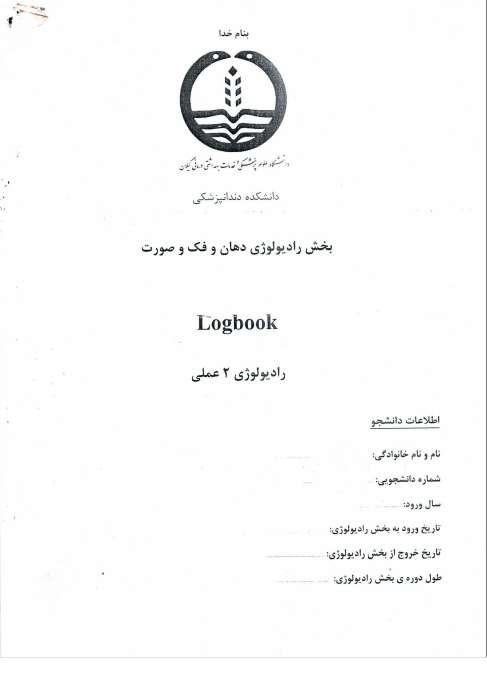 بنام خدا
دانشگاه علوم پزشکی و خدمات بهداشتی درمانی گیلان
دانشکده دندانپزشکی
بخش رادیولوژی دهان و فک و صورت
Logbook
رادیولوژی ۲ عملی
اطلاعات دانشجو
نام و نام خانوادگی:
شماره دانشجویی:
سال ورود:
تاریخ ورود به بخش رادیولوژی:
تاریخ خروج از بخش رادیولوژی:
طول دوره ی بخش رادیولوژی: